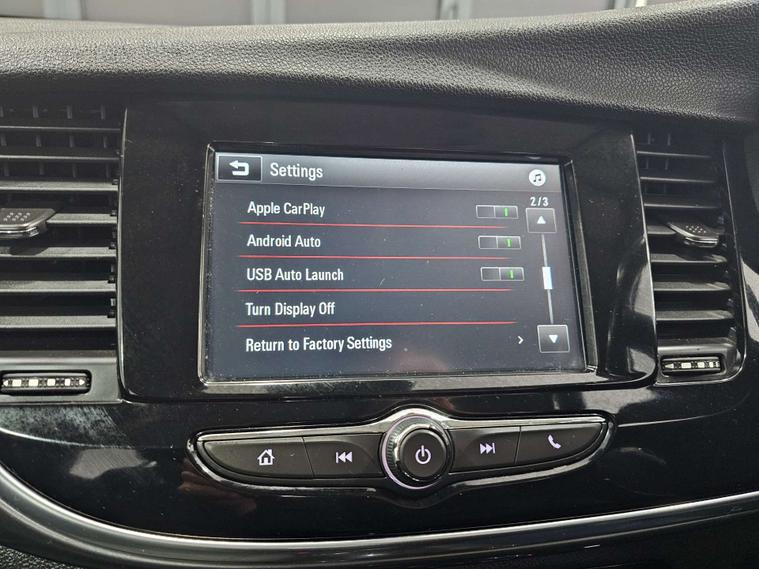 Settings
2/3
Apple CarPlay
Android Auto
USB Auto Launch
Turn Display Off
Return to Factory Settings